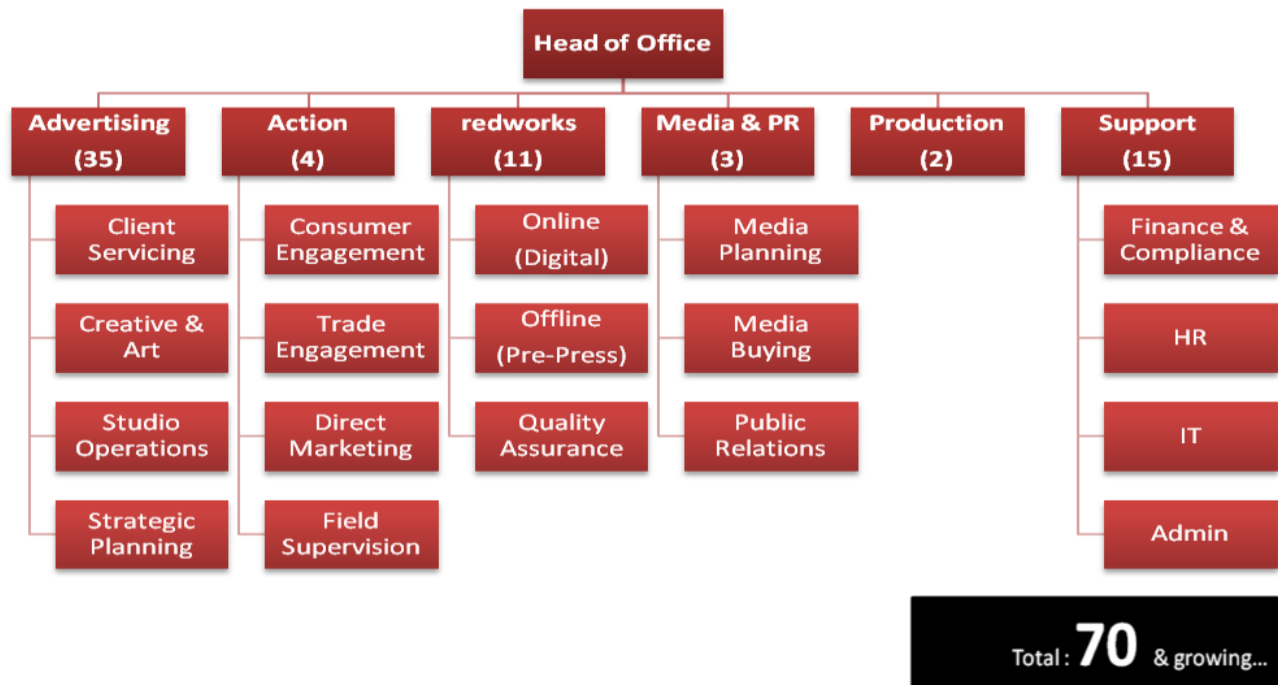 Head of Office
Advertising
(35)
Action
(4)
redworks
(11)
Media & PR
(3)
Production
(2)
Support
(15)
Client
Servicing
Creative &
Art
Studio
Operations
Strategic
Planning
Consumer
Engagement
Trade
Engagement
Direct
Marketing
Field
Supervision
Online
(Digital)
Offline
(Pre-Press)
Quality
Assurance
Media
Planning
Media
Buying
Public
Relations
Finance &
Compliance
HR
IT
Admin
Total : 70 & growing...